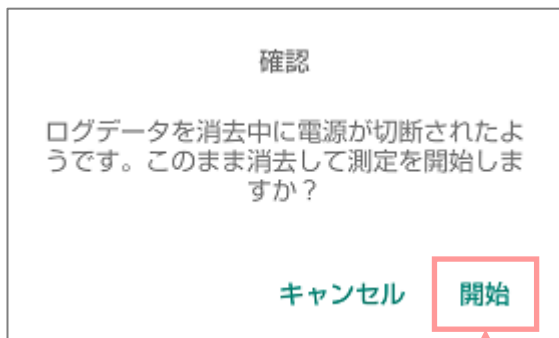 確認
ログデータを消去中に電源が切断されたよ
うです。このまま消去して測定を開始しま
すか？
キャンセル 開始